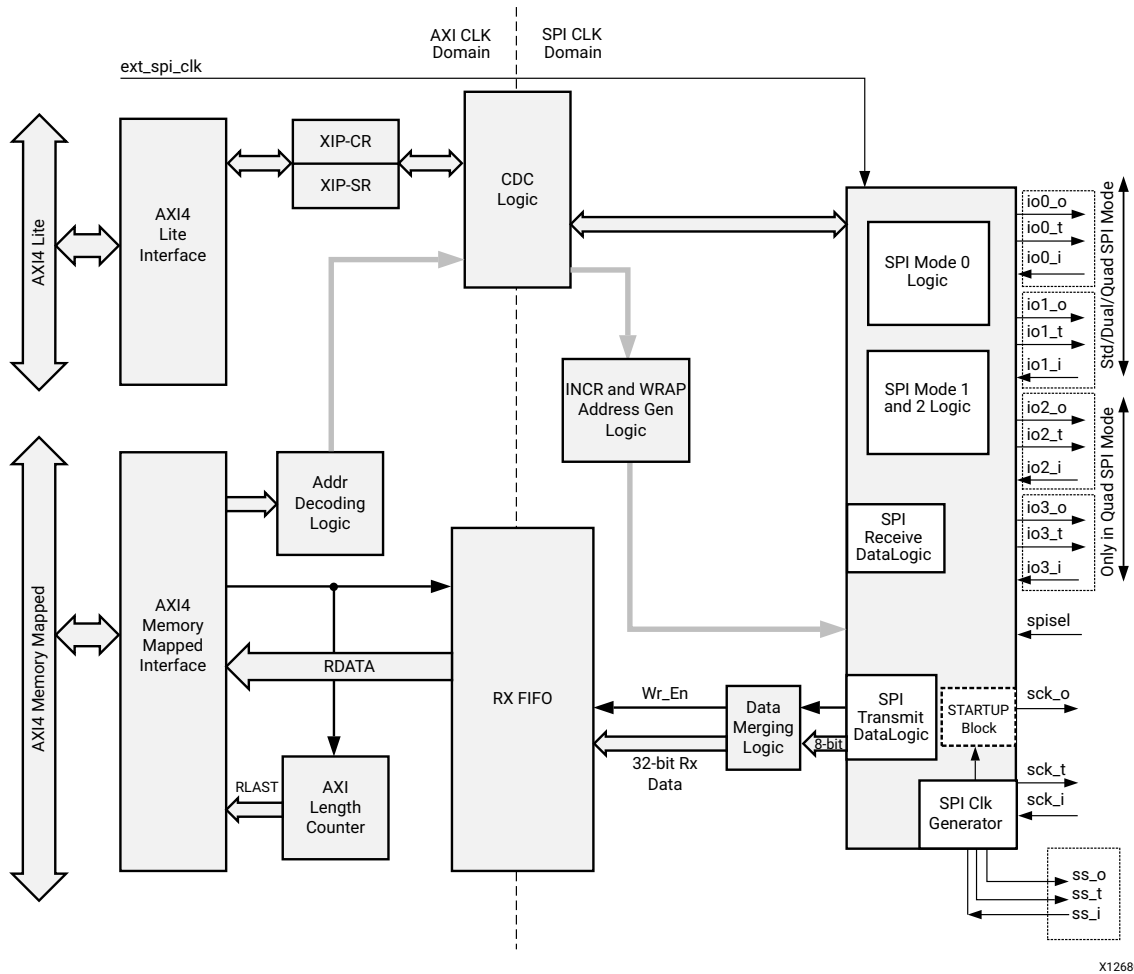 AXI CLK
Domain
SPI CLK
Domain
ext_spi_clk
AXI4 Lite
AXI4
Lite
Interface
XIP-CR
XIP-SR
CDC
Logic
SPI Mode 0
Logic
SPI Mode 1
and 2 Logic
io0_o
io0_t
io0_i
io1_o
io1_t
io1_i
Std/Dual/Quad SPI Mode
io2_o
io2_t
io2_i
io3_o
io3_t
io3_i
Only in Quad SPI Mode
INCR and WRAP
Address Gen
Logic
AXI4 Memory Mapped
AXI4
Memory
Mapped
Interface
Addr
Decoding
Logic
SPI
Receive
DataLogic
spisel
RDATA
RX FIFO
Wr_En
32-bit Rx
Data
Data
Merging
Logic
8-bit
SPI
Transmit
DataLogic
STARTUP
Block
sck_o
RLAST
AXI
Length
Counter
SPI Clk
Generator
sck_t
sck_i
ss_o
ss_t
ss_i
X1268